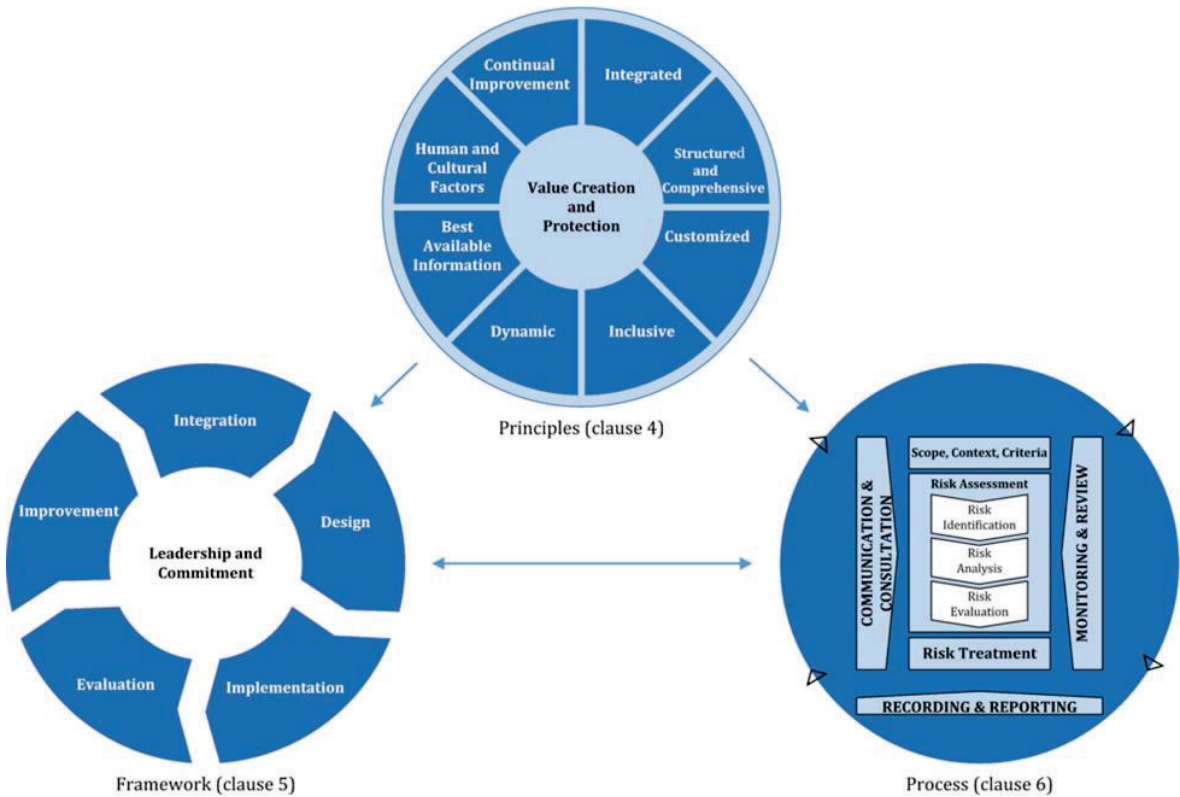 Continual
Improvement
Integrated
Human and
Cultural
Factors
Structured
and
Comprehensive
Value Creation
and
Protection
Best
Available
Information
Customized
Dynamic
Inclusive
Principles (clause 4)
Integration
Improvement
Design
Leadership and
Commitment
Evaluation
Implementation
Framework (clause 5)
Scope, Context, Criteria
COMMUNICATION &
CONSULTATION
Risk Assessment
Risk
Identification
Risk
Analysis
Risk
Evaluation
MONITORING & REVIEW
Risk Treatment
RECORDING & REPORTING
Process (clause 6)